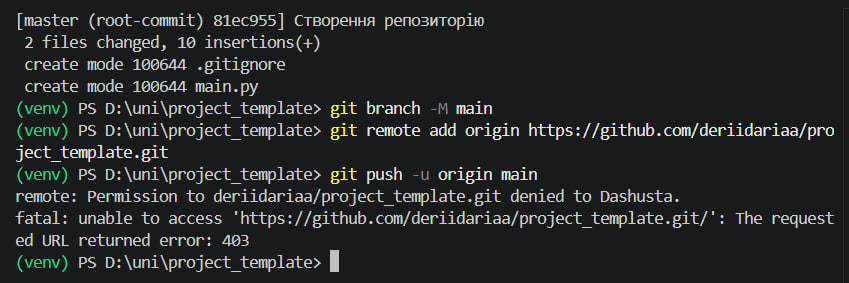 [master (root-commit) 81ec955] Створення репозиторію
 2 files changed, 10 insertions(+)
 create mode 100644 .gitignore
 create mode 100644 main.py
(venv) PS D:\uni\project_template> git branch -M main
(venv) PS D:\uni\project_template> git remote add origin https://github.com/deriidariaa/pro
ject_template.git
(venv) PS D:\uni\project_template> git push -u origin main
remote: Permission to deriidariaa/project_template.git denied to Dashusta.
fatal: unable to access 'https://github.com/deriidariaa/project_template.git/': The request
ed URL returned error: 403
(venv) PS D:\uni\project_template>